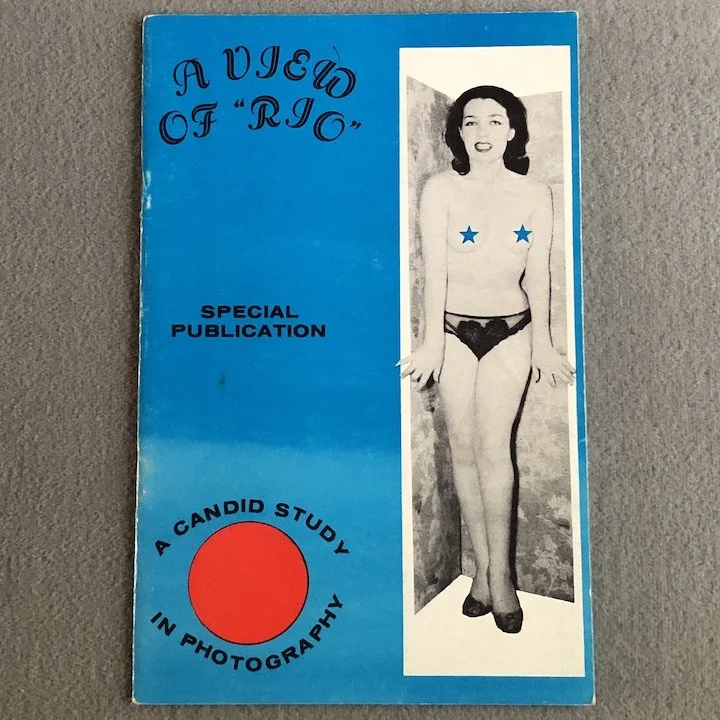 A VIEW
OF "RIO"
SPECIAL
PUBLICATION
A CANDID STUDY
IN PHOTOGRAPHY